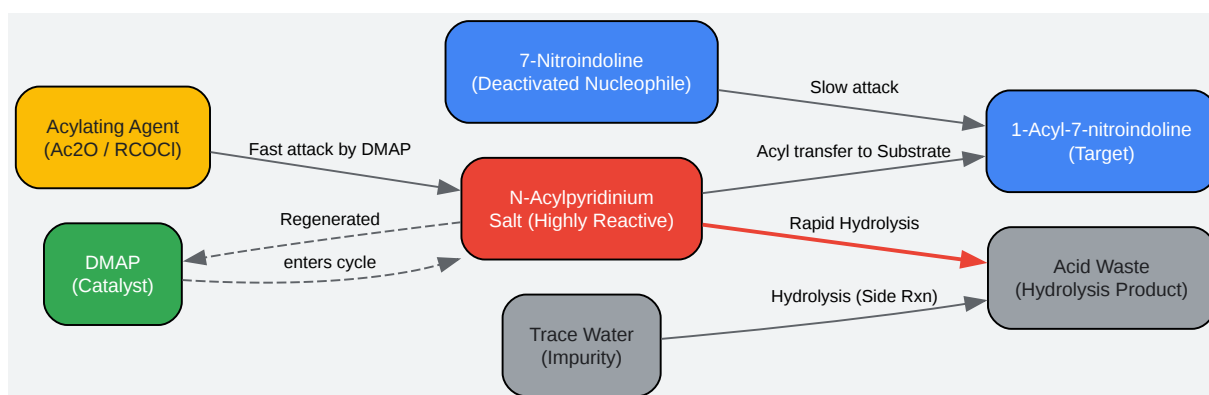 7-Nitroindoline
(Deactivated Nucleophile)
Slow attack
Acylating Agent
(Ac2O / RCOCl)
Fast attack by DMAP
1-Acyl-7-nitroindoline
(Target)
Acyl transfer to Substrate
N-Acylpyridinium
Salt (Highly Reactive)
Regenerated
Rapid Hydrolysis
DMAP
(Catalyst)
enters cycle
Acid Waste
(Hydrolysis Product)
Hydrolysis (Side Rxn)
Trace Water
(Impurity)